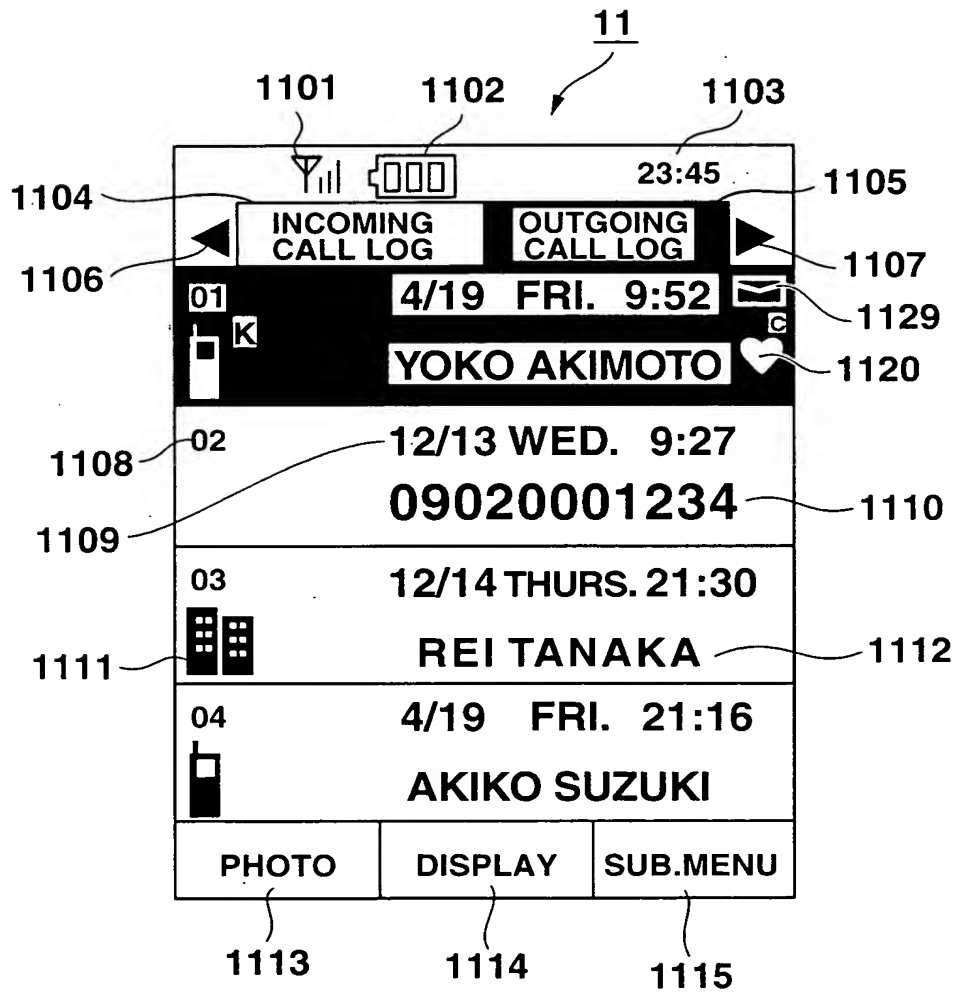 11
1101 1102 1103
23:45
1104 1105
INCOMING CALL LOG OUTGOING CALL LOG
1106 1107
01 4/19 FRI. 9:52
1129
K C
YOKO AKIMOTO
1120
02 12/13 WED. 9:27
1108
09020001234
1110
1109
03 12/14 THURS. 21:30
REI TANAKA
1111 1112
04 4/19 FRI. 21:16
AKIKO SUZUKI
PHOTO DISPLAY SUB.MENU
1113 1114 1115